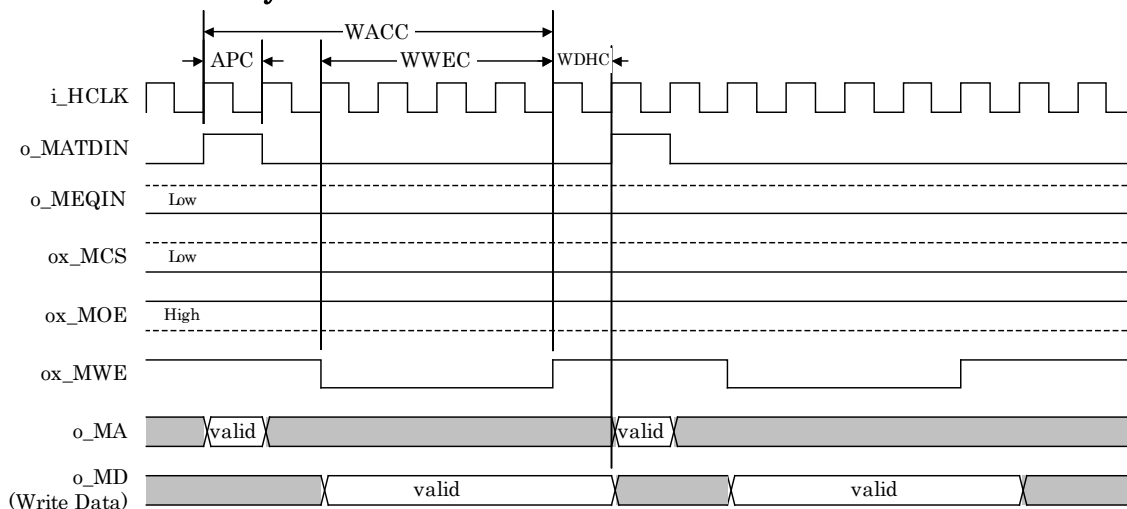 WACC
APC
WWEC
WDHC
i_HCLK
o_MATDIN
o_MEQIN
Low
ox_MCS
Low
ox_MOE
High
ox_MWE
o_MA
valid
valid
o_MD
(Write Data)
valid
valid